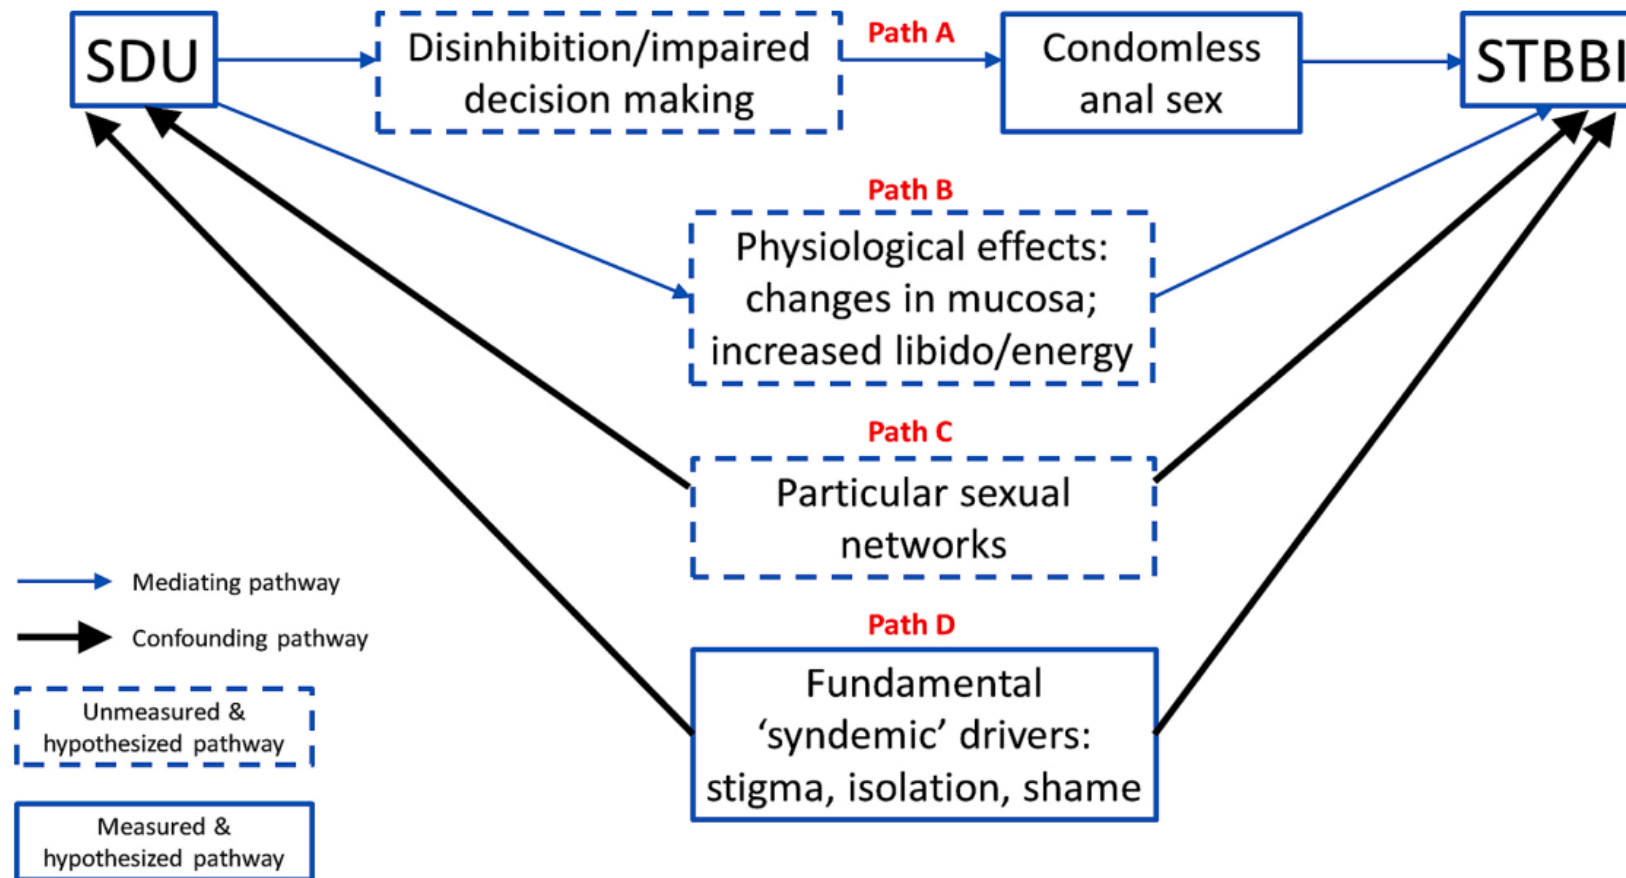 SDU
Disinhibition/impaired
decision making
Path A
Condomless
anal sex
STBBI
Path B
Physiological effects:
changes in mucosa;
increased libido/energy
Path C
Particular sexual
networks
Path D
Fundamental
‘syndemic’ drivers:
stigma, isolation, shame
Mediating pathway
Confounding pathway
Unmeasured &
hypothesized pathway
Measured &
hypothesized pathway